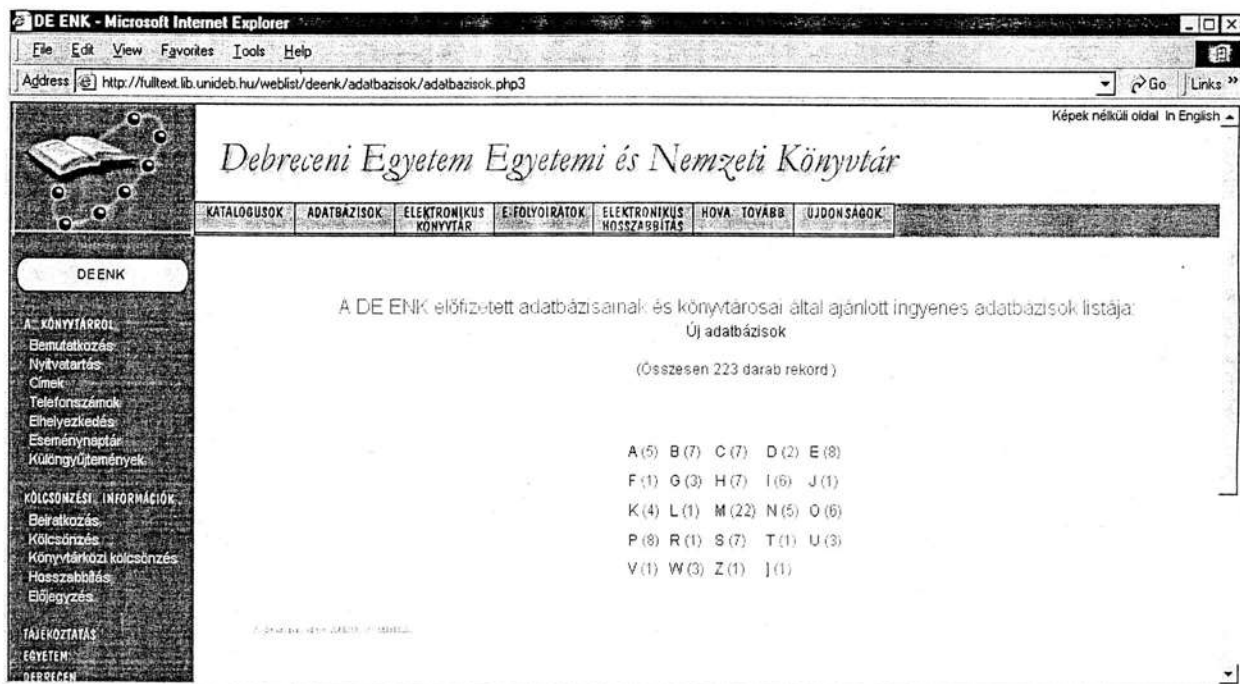 DE ENK - Microsoft Internet Explorer
File Edit View Favorites Tools Help
Address http://fulltext.lib.unideb.hu/weblist/deenk/adatbazisok/adatbazisok.php3 Go Links »
Képek nélküli oldal In English
Debreceni Egyetem Egyetemi és Nemzeti Könyvtár
KATALÓGUSOK ADATBÁZISOK ELEKTRONIKUS KÖNYVTÁR E-FOLYÓIRATOK ELEKTRONIKUS HOSSZABBÍTÁS HOVA TOVÁBB ÚJDONSÁGOK
DEENK
A KÖNYVTÁRRÓL
Bemutatkozás
Nyitvatartás
Címek
Telefonszámok
Elhelyezkedés
Eseménynaptár
Különgyűjtemények
KÖLCSÖNZÉSI INFORMÁCIÓK
Beiratkozás
Kölcsönzés
Könyvtárközi kölcsönzés
Hosszabbítás
Előjegyzés
TÁJÉKOZTATÁS
EGYETEM
DEBRECEN
A DE ENK előfizetett adatbázisainak és könyvtárosai által ajánlott ingyenes adatbázisok listája:
Új adatbázisok
(Összesen 223 darab rekord )
A (5) B (7) C (7) D (2) E (8)
F (1) G (3) H (7) I (6) J (1)
K (4) L (1) M (22) N (5) O (6)
P (8) R (1) S (7) T (1) U (3)
V (1) W (3) Z (1) ] (1)